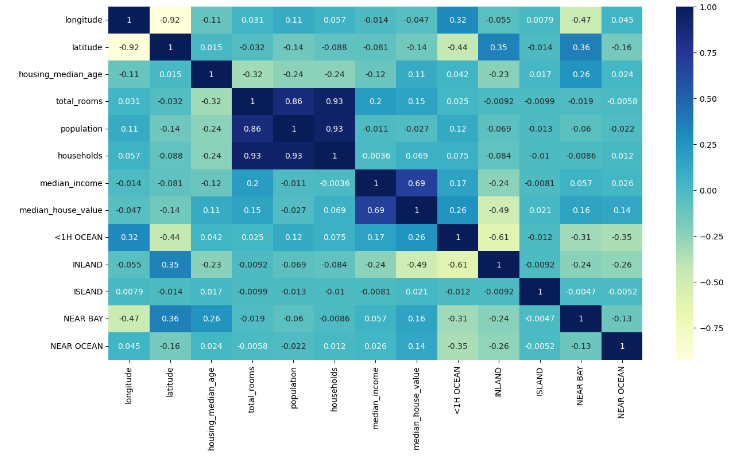 longitude 1 -0.92 -0.11 0.031 0.11 0.057 -0.014 -0.047 0.32 -0.055 0.0079 -0.47 0.045
latitude -0.92 1 0.015 -0.032 -0.14 -0.088 -0.081 -0.14 -0.44 0.35 -0.014 0.36 -0.16
housing_median_age -0.11 0.015 1 -0.32 -0.24 -0.24 -0.12 0.11 0.042 -0.23 0.017 0.26 0.024
total_rooms 0.031 -0.032 -0.32 1 0.86 0.93 0.2 0.15 0.025 -0.0092 -0.0099 -0.019 -0.0058
population 0.11 -0.14 -0.24 0.86 1 0.93 -0.011 -0.027 0.12 -0.069 -0.013 -0.06 -0.022
households 0.057 -0.088 -0.24 0.93 0.93 1 -0.0036 0.069 0.075 -0.084 -0.01 -0.0086 0.012
median_income -0.014 -0.081 -0.12 0.2 -0.011 -0.0036 1 0.69 0.17 -0.24 -0.0081 0.057 0.026
median_house_value -0.047 -0.14 0.11 0.15 -0.027 0.069 0.69 1 0.26 -0.49 0.021 0.16 0.14
<1H OCEAN 0.32 -0.44 0.042 0.025 0.12 0.075 0.17 0.26 1 -0.61 -0.012 -0.31 -0.35
INLAND -0.055 0.35 -0.23 -0.0092 -0.069 -0.084 -0.24 -0.49 -0.61 1 -0.0092 -0.24 -0.26
ISLAND 0.0079 -0.014 0.017 -0.0099 -0.013 -0.01 -0.0081 0.021 -0.012 -0.0092 1 -0.0047 -0.0052
NEAR BAY -0.47 0.36 0.26 -0.019 -0.06 -0.0086 0.057 0.16 -0.31 -0.24 -0.0047 1 -0.13
NEAR OCEAN 0.045 -0.16 0.024 -0.0058 -0.022 0.012 0.026 0.14 -0.35 -0.26 -0.0052 -0.13 1
longitude
latitude
housing_median_age
total_rooms
population
households
median_income
median_house_value
<1H OCEAN
INLAND
ISLAND
NEAR BAY
NEAR OCEAN
1.00
0.75
0.50
0.25
0.00
−0.25
−0.50
−0.75